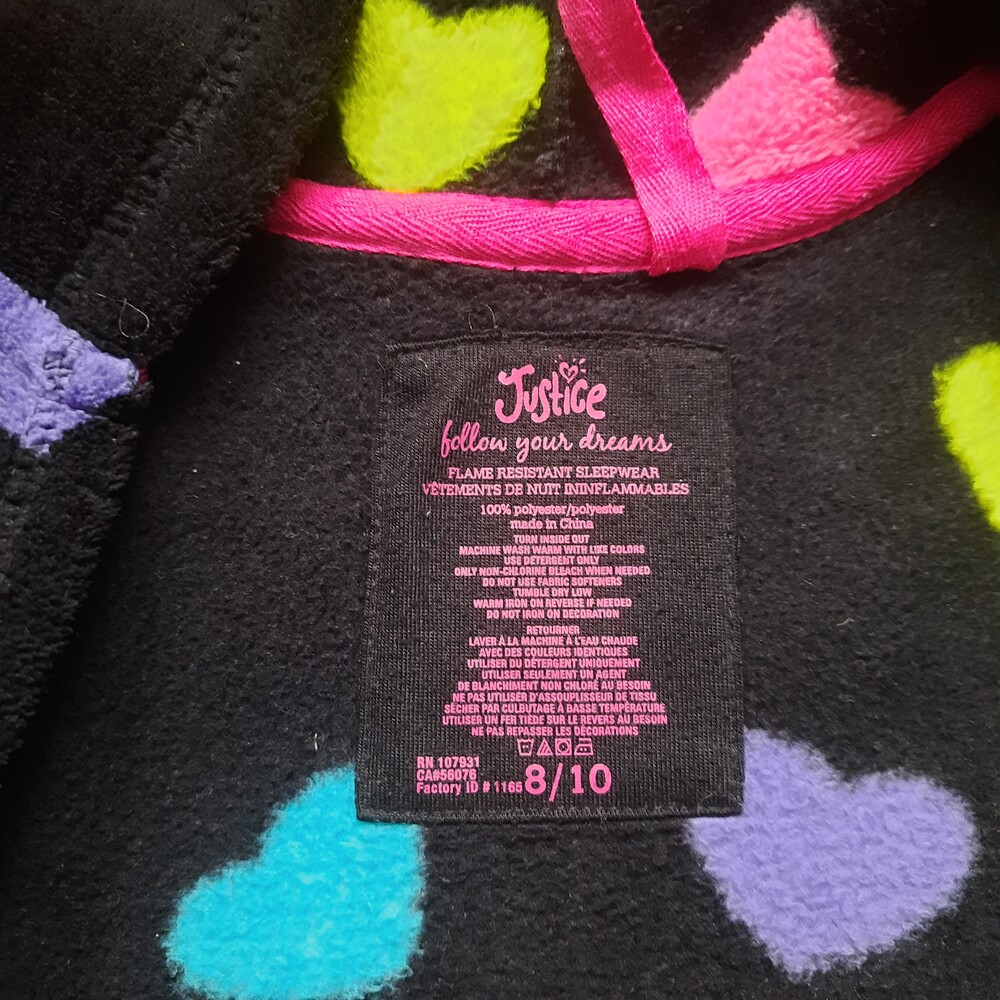 Justice
follow your dreams
FLAME RESISTANT SLEEPWEAR
VÊTEMENTS DE NUIT ININFLAMMABLES
100% polyester/polyester
made in China
TURN INSIDE OUT
MACHINE WASH WARM WITH LIKE COLORS
USE DETERGENT ONLY
ONLY NON-CHLORINE BLEACH WHEN NEEDED
DO NOT USE FABRIC SOFTENERS
TUMBLE DRY LOW
WARM IRON ON REVERSE IF NEEDED
DO NOT IRON ON DECORATION
RETOURNER
LAVER À LA MACHINE À L'EAU CHAUDE
AVEC DES COULEURS IDENTIQUES
UTILISER DU DÉTERGENT UNIQUEMENT
UTILISER SEULEMENT UN AGENT
DE BLANCHIMENT NON CHLORÉ AU BESOIN
NE PAS UTILISER D'ASSOUPLISSEUR DE TISSU
SÉCHER PAR CULBUTAGE À BASSE TEMPÉRATURE
UTILISER UN FER TIÈDE SUR LE REVERS AU BESOIN
NE PAS REPASSER LES DÉCORATIONS
RN 107931
CA#56076
Factory ID # 1165 8/10